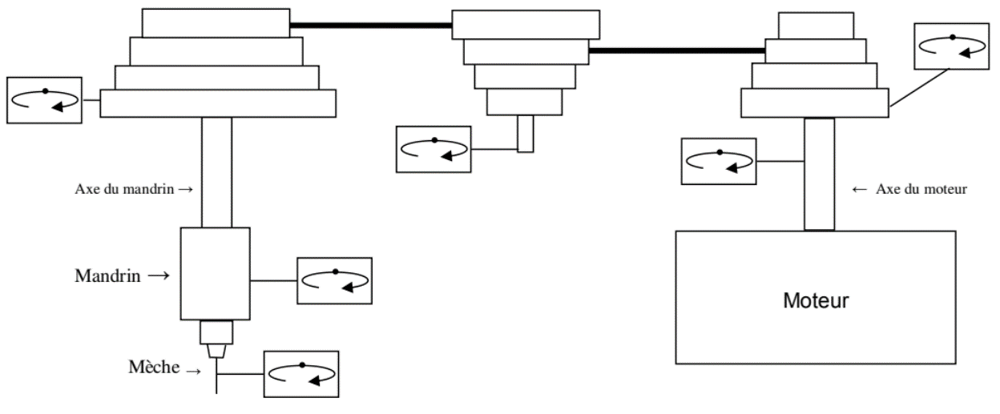 Axe du mandrin →
← Axe du moteur
Mandrin →
Moteur
Mèche →